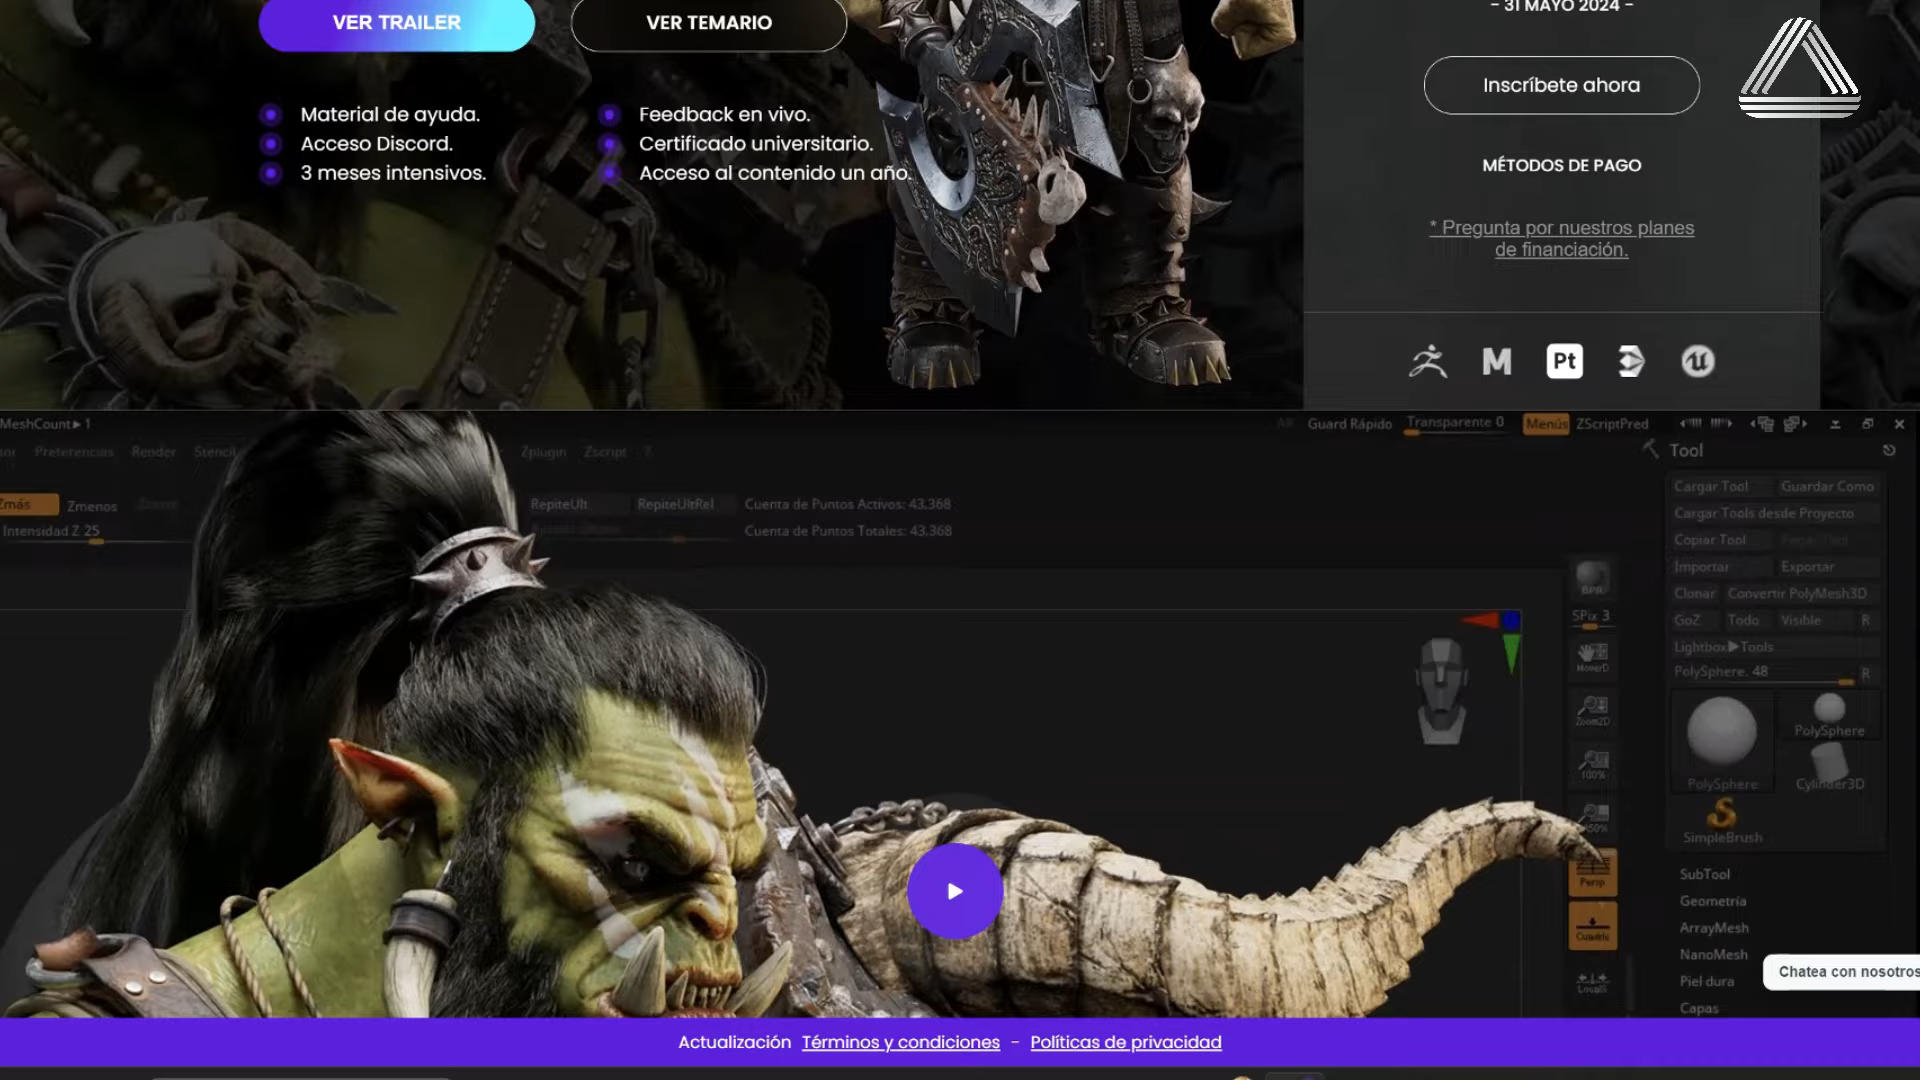 - 31 MAYO 2024 -
VER TRAILER
VER TEMARIO
Inscríbete ahora
Material de ayuda.
Acceso Discord.
3 meses intensivos.
Feedback en vivo.
Certificado universitario.
Acceso al contenido un año.
MÉTODOS DE PAGO
* Pregunta por nuestros planes
de financiación.
M
Pt
MeshCount▸1
Guard Rápido
Transparente 0
Menús
ZScriptPred
Preferencias
Render
Stencil
Zplugin
Zscript
?
Tool
Zmás
Zmenos
Intensidad Z 25
RepiteUlt
RepiteUltRel
Cuenta de Puntos Activos: 43,368
Cuenta de Puntos Totales: 43,368
Cargar Tool
Guardar Como
Cargar Tools desde Proyecto
Copiar Tool
Importar
Exportar
Clonar
Convertir PolyMesh3D
GoZ
Todo
Visible
R
Lightbox▸Tools
PolySphere. 48
R
BPR
SPix 3
MoverD
Zoom2D
100%
Persp
PolySphere
PolySphere
Cylinder3D
SimpleBrush
SubTool
Geometría
ArrayMesh
NanoMesh
Piel dura
Capas
Chatea con nosotros
Actualización Términos y condiciones - Políticas de privacidad